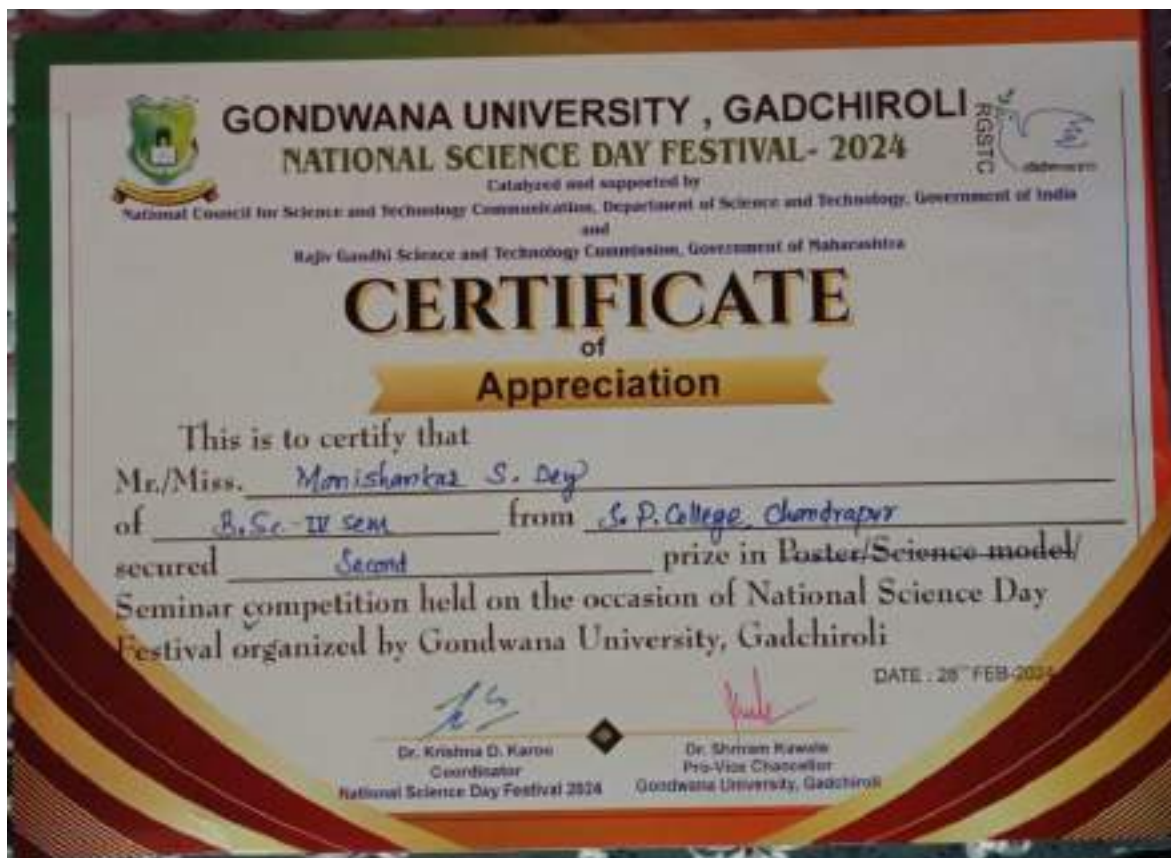 GONDWANA UNIVERSITY , GADCHIROLI
NATIONAL SCIENCE DAY FESTIVAL- 2024
RGSTC
Catalyzed and supported by
National Council for Science and Technology Communication, Department of Science and Technology, Government of India
and
Rajiv Gandhi Science and Technology Commission, Government of Maharashtra
CERTIFICATE
of
Appreciation
This is to certify that
Mr./Miss. Monishankar S. Dey
of B.Sc-IV sem from S. P. College, Chandrapur
secured Second prize in Poster/Science model/
Seminar competition held on the occasion of National Science Day
Festival organized by Gondwana University, Gadchiroli
DATE : 28TH FEB-2024
Dr. Krishna D. Karoo
Coordinator
National Science Day Festival 2024
Dr. Shriram Kawale
Pro-Vice Chancellor
Gondwana University, Gadchiroli